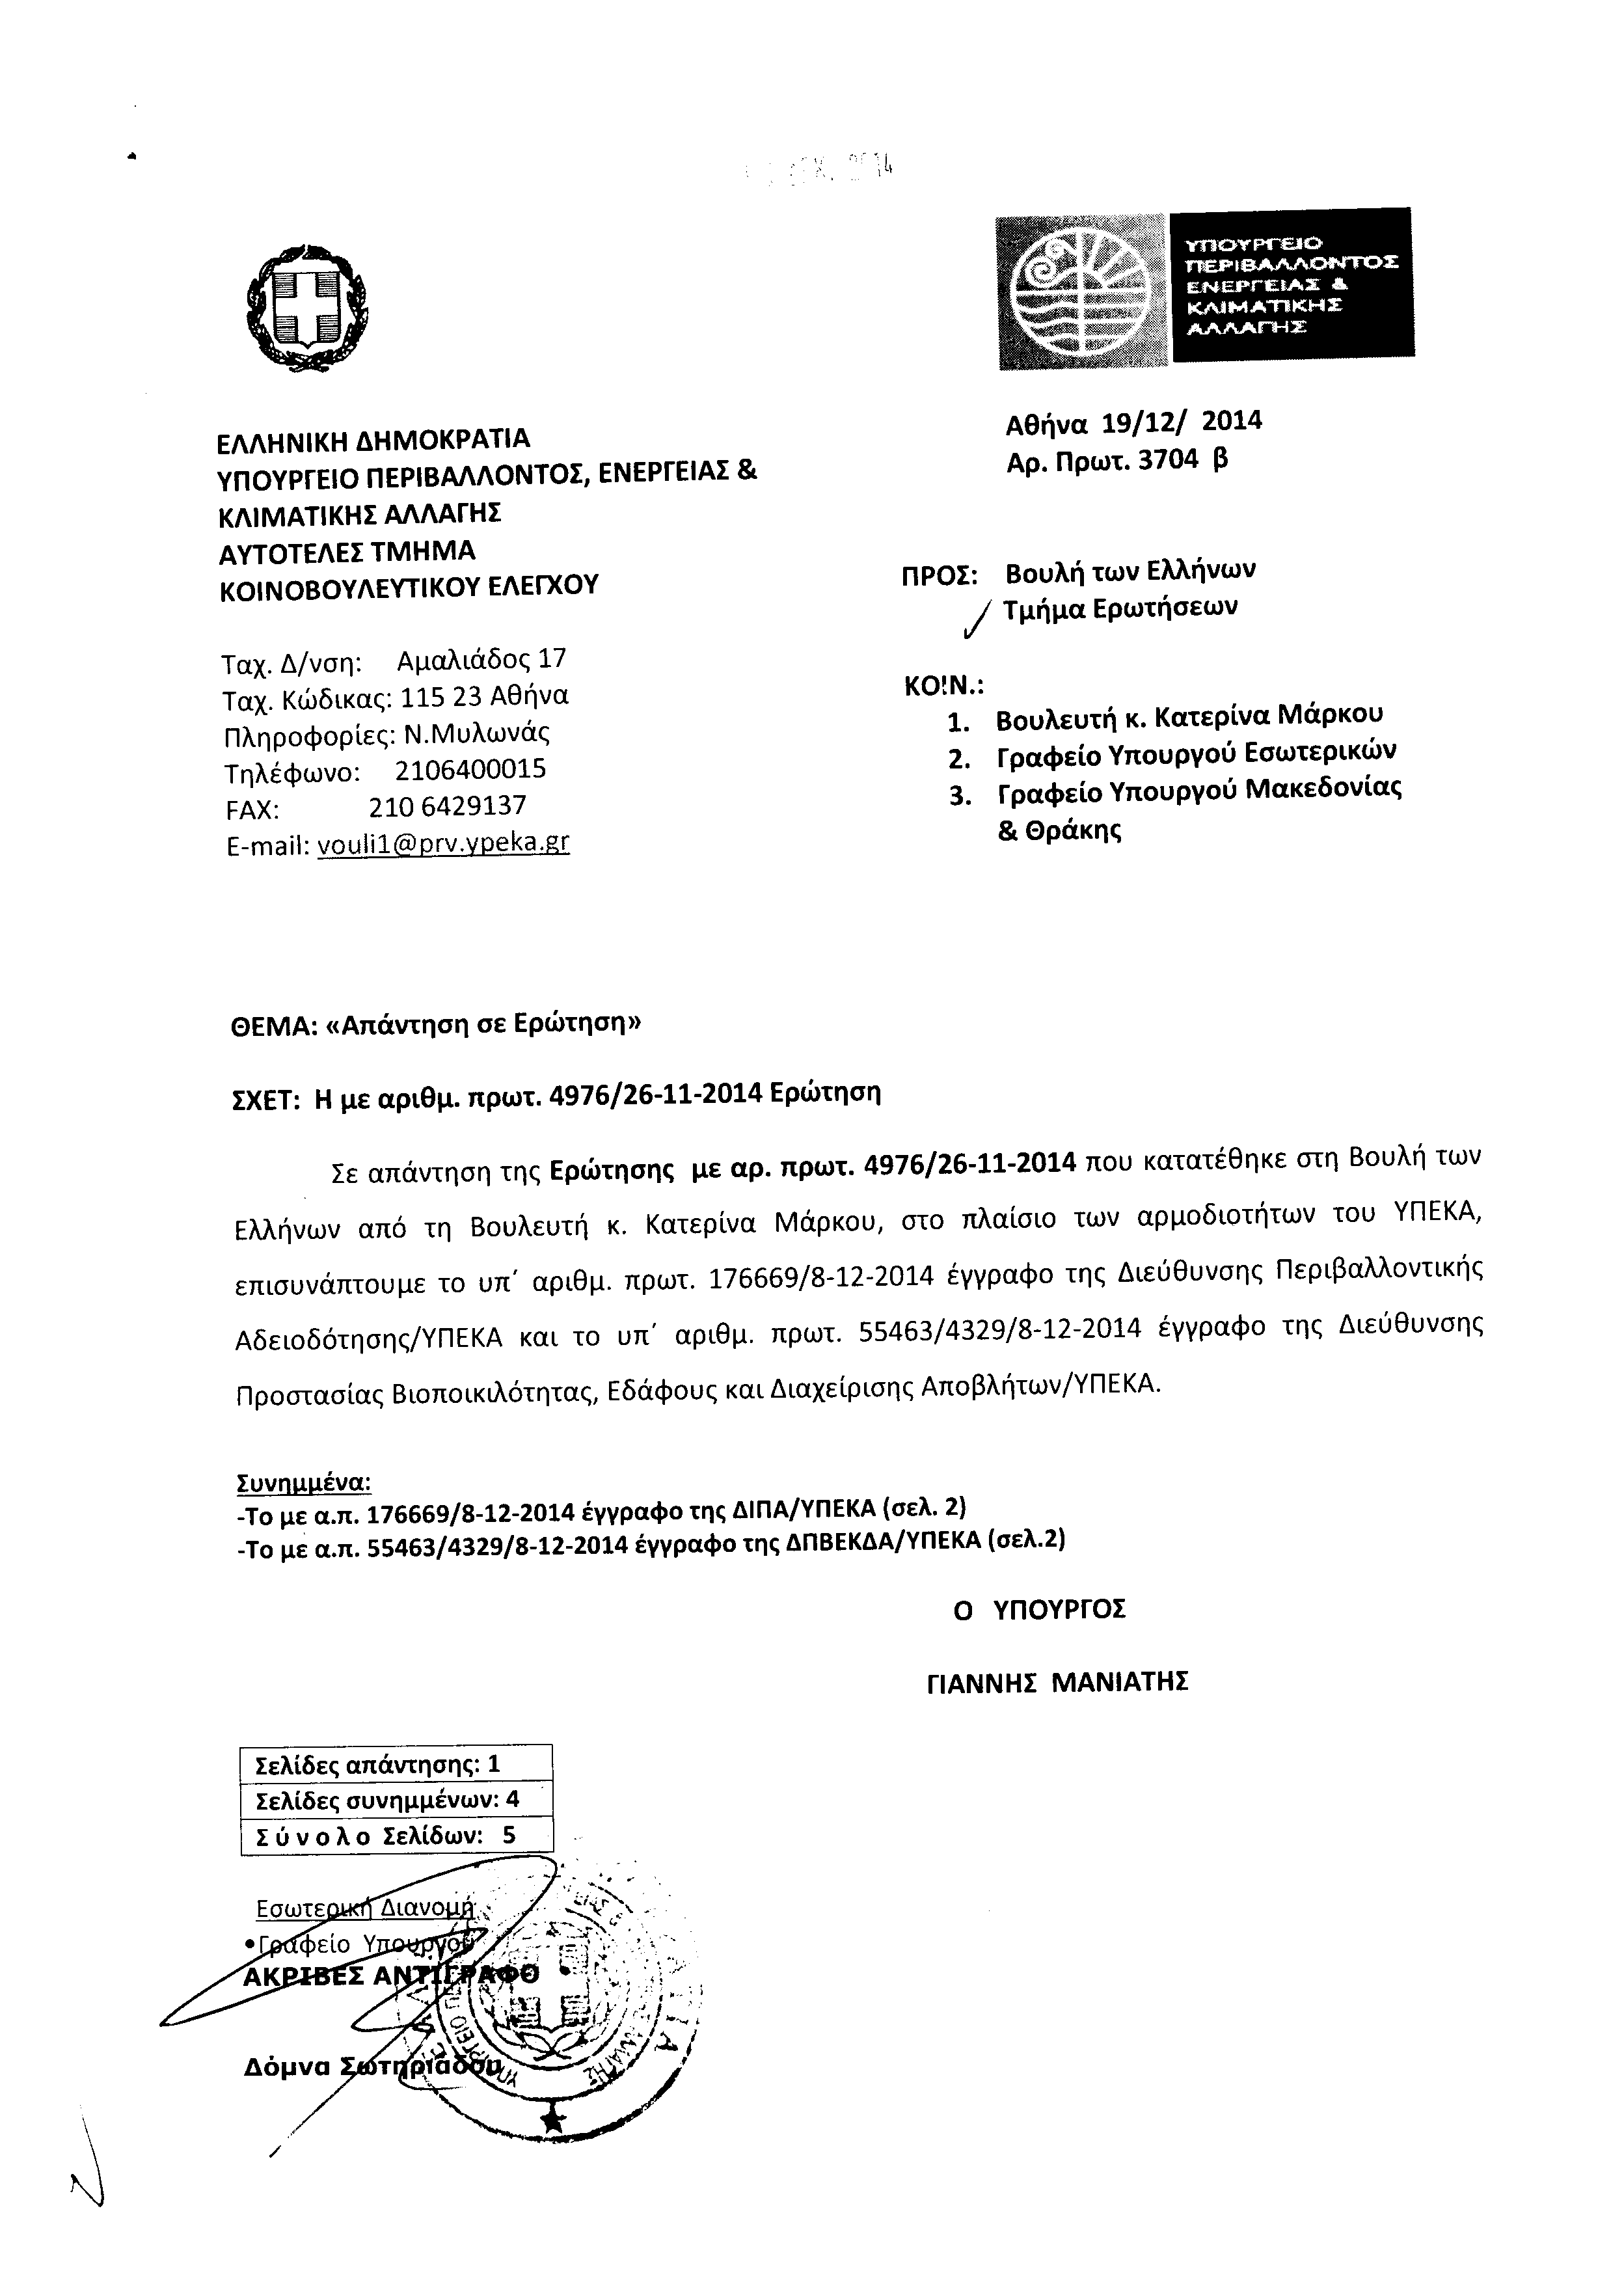 ΥΠΟΥΡΓΕΙΟ
ΠΕΡΙΒΑΛΛΟΝΤΟΣ
ΕΝΕΡΓΕΙΑΣ &
ΚΛΙΜΑΤΙΚΗΣ
ΑΛΛΑΓΗΣ
ΕΛΛΗΝΙΚΗ ΔΗΜΟΚΡΑΤΙΑ
ΥΠΟΥΡΓΕΙΟ ΠΕΡΙΒΑΛΛΟΝΤΟΣ, ΕΝΕΡΓΕΙΑΣ &
ΚΛΙΜΑΤΙΚΗΣ ΑΛΛΑΓΗΣ
ΑΥΤΟΤΕΛΕΣ ΤΜΗΜΑ
ΚΟΙΝΟΒΟΥΛΕΥΤΙΚΟΥ ΕΛΕΓΧΟΥ
Ταχ. Δ/νση: Αμαλιάδος 17
Ταχ. Κώδικας: 115 23 Αθήνα
Πληροφορίες: Ν.Μυλωνάς
Τηλέφωνο: 2106400015
FAX: 210 6429137
E-mail: vouli1@prv.ypeka.gr
Αθήνα 19/12/ 2014
Αρ. Πρωτ. 3704 β
ΠΡΟΣ: Βουλή των Ελλήνων
Τμήμα Ερωτήσεων
ΚΟΙΝ.:
1. Βουλευτή κ. Κατερίνα Μάρκου
2. Γραφείο Υπουργού Εσωτερικών
3. Γραφείο Υπουργού Μακεδονίας
& Θράκης
ΘΕΜΑ: «Απάντηση σε Ερώτηση»
ΣΧΕΤ: Η με αριθμ. πρωτ. 4976/26-11-2014 Ερώτηση
Σε απάντηση της Ερώτησης με αρ. πρωτ. 4976/26-11-2014 που κατατέθηκε στη Βουλή των
Ελλήνων από τη Βουλευτή κ. Κατερίνα Μάρκου, στο πλαίσιο των αρμοδιοτήτων του ΥΠΕΚΑ,
επισυνάπτουμε το υπ΄ αριθμ. πρωτ. 176669/8-12-2014 έγγραφο της Διεύθυνσης Περιβαλλοντικής
Αδειοδότησης/ΥΠΕΚΑ και το υπ΄ αριθμ. πρωτ. 55463/4329/8-12-2014 έγγραφο της Διεύθυνσης
Προστασίας Βιοποικιλότητας, Εδάφους και Διαχείρισης Αποβλήτων/ΥΠΕΚΑ.
Συνημμένα:
-Το με α.π. 176669/8-12-2014 έγγραφο της ΔΙΠΑ/ΥΠΕΚΑ (σελ. 2)
-Το με α.π. 55463/4329/8-12-2014 έγγραφο της ΔΠΒΕΚΔΑ/ΥΠΕΚΑ (σελ.2)
Ο ΥΠΟΥΡΓΟΣ
ΓΙΑΝΝΗΣ ΜΑΝΙΑΤΗΣ
Σελίδες απάντησης: 1
Σελίδες συνημμένων: 4
Σ ύ ν ο λ ο Σελίδων: 5
Εσωτερική Διανομή
•Γραφείο Υπουργού
ΑΚΡΙΒΕΣ ΑΝΤΙΓΡΑΦΟ
Δόμνα Σωτηριάδου